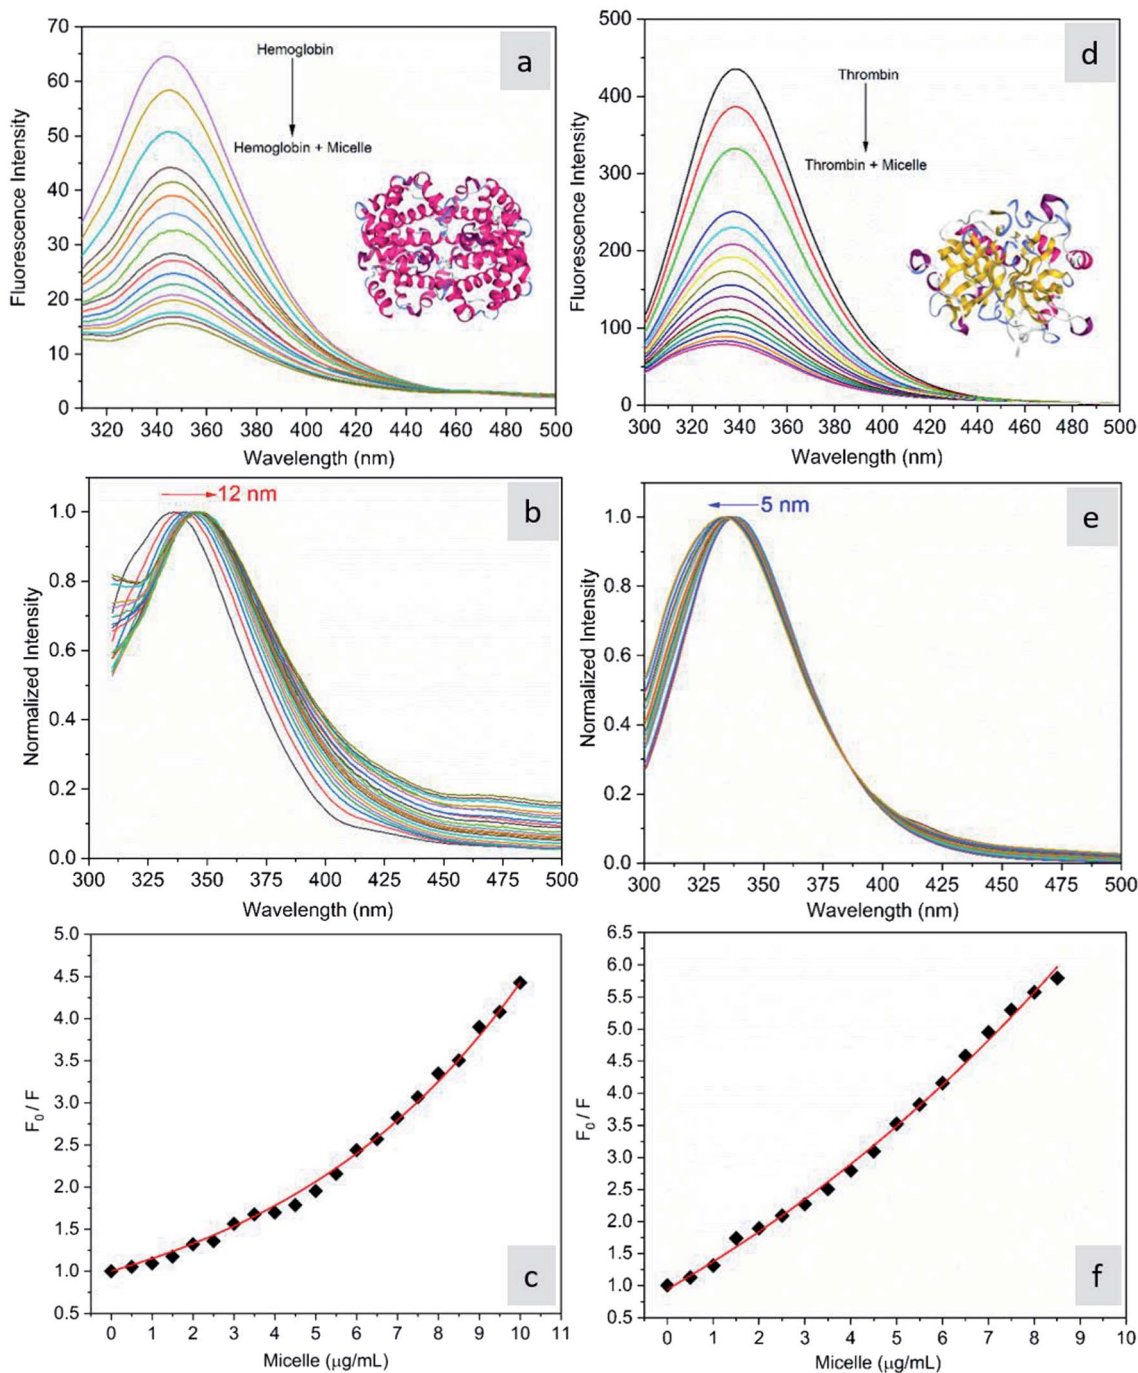 a
Hemoglobin
Hemoglobin + Micelle
Fluorescence Intensity
70
60
50
40
30
20
10
0
320 340 360 380 400 420 440 460 480 500
Wavelength (nm)
d
Thrombin
Thrombin + Micelle
Fluorescence Intensity
500
400
300
200
100
0
300 320 340 360 380 400 420 440 460 480 500
Wavelength (nm)
b
12 nm
Normalized Intensity
1.0
0.8
0.6
0.4
0.2
0.0
300 325 350 375 400 425 450 475 500
Wavelength (nm)
e
5 nm
Normalized Intensity
1.0
0.8
0.6
0.4
0.2
0.0
300 325 350 375 400 425 450 475 500
Wavelength (nm)
c
F0 / F
5.0
4.5
4.0
3.5
3.0
2.5
2.0
1.5
1.0
0.5
0 1 2 3 4 5 6 7 8 9 10 11
Micelle (μg/mL)
f
F0 / F
6.5
6.0
5.5
5.0
4.5
4.0
3.5
3.0
2.5
2.0
1.5
1.0
0.5
0 1 2 3 4 5 6 7 8 9 10
Micelle (μg/mL)